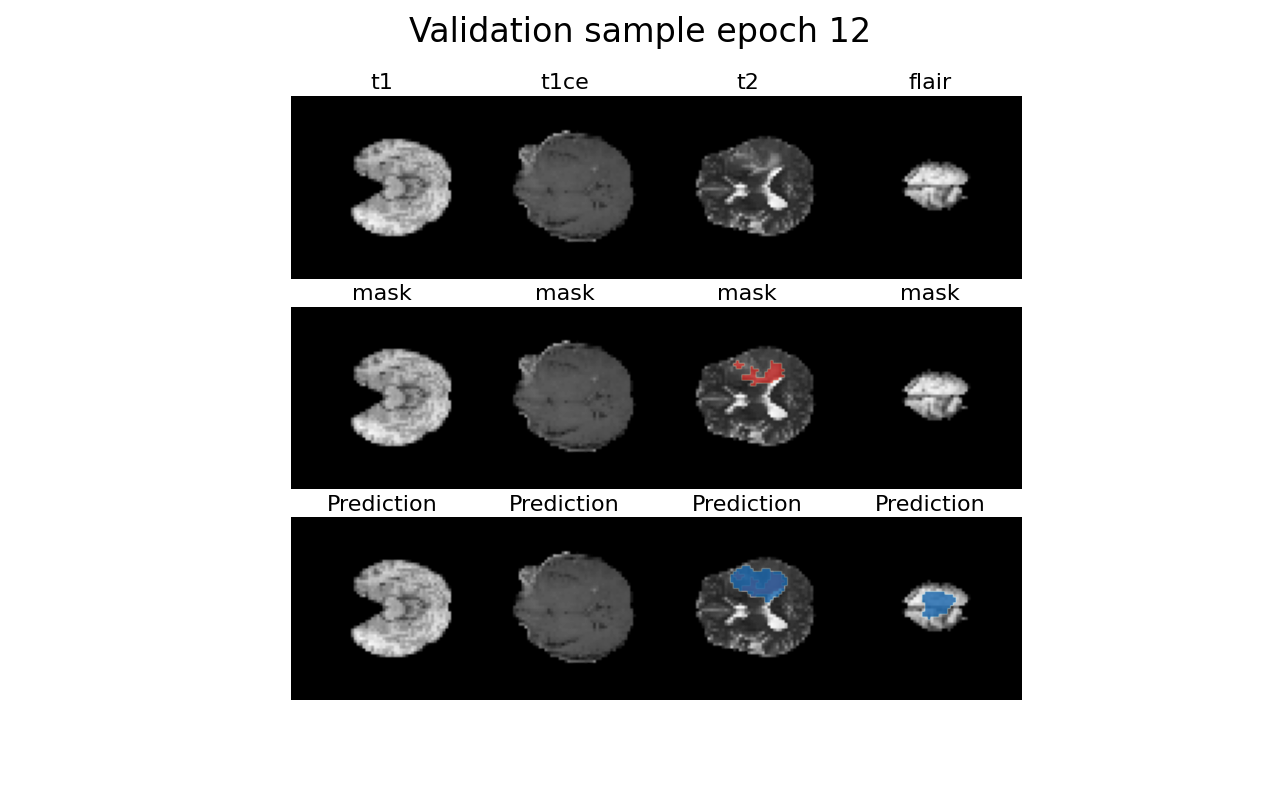 Validation sample epoch 12
t1 t1ce t2 flair
mask mask mask mask
Prediction Prediction Prediction Prediction